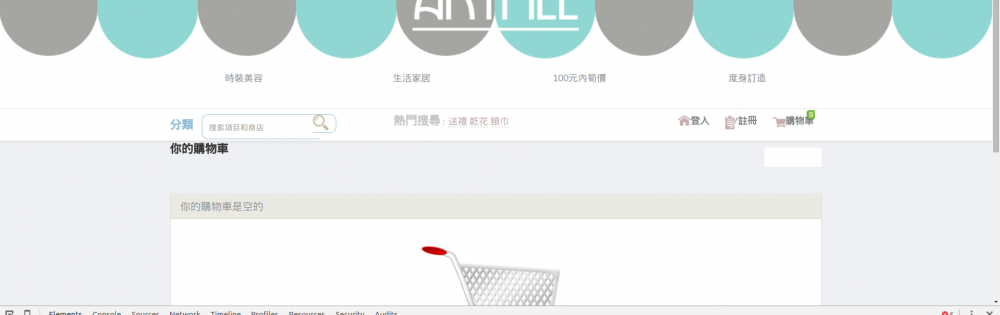 時裝美容 生活家居 100元內筍價 度身訂造
分類 搜索項目和商店 熱門搜尋 : 送禮 乾花 頸巾 登入 註冊 購物車 0
你的購物車
你的購物車是空的
Elements Console Sources Network Timeline Profiles Resources Security Audits